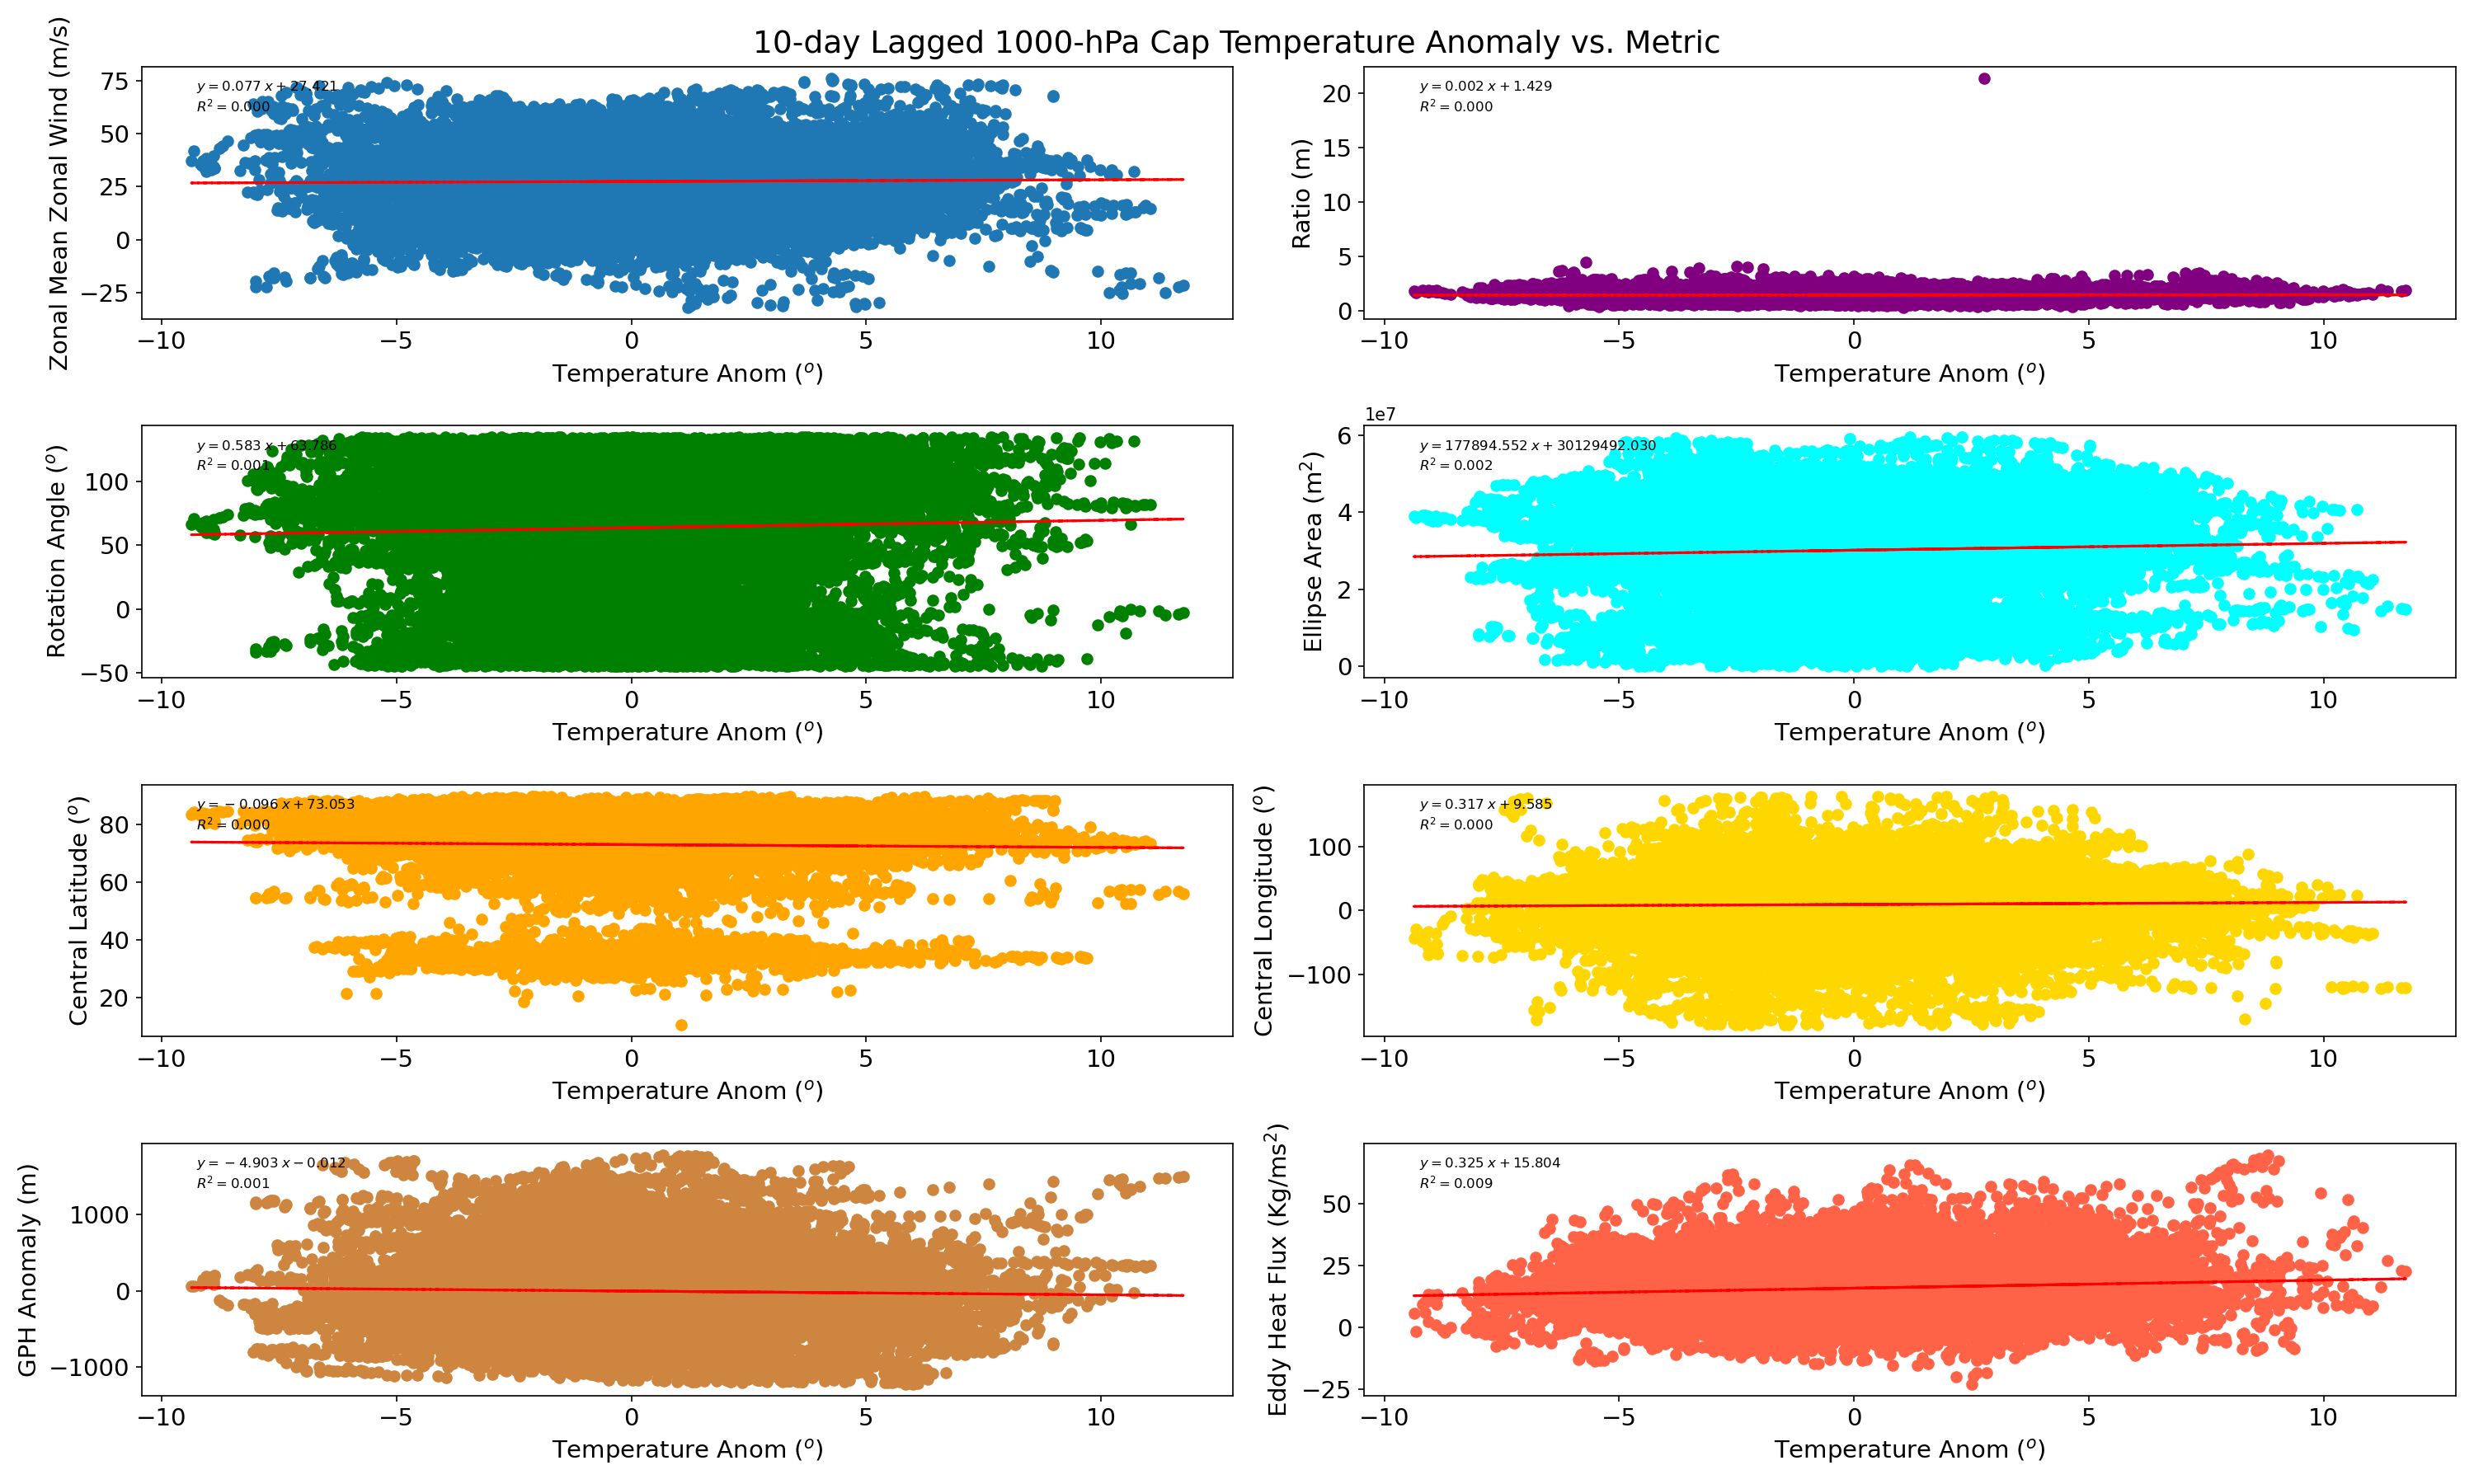 10-day Lagged 1000-hPa Cap Temperature Anomaly vs. Metric
Zonal Mean Zonal Wind (m/s)
75
50
25
0
−25
y = 0.077 x + 27.421
R² = 0.000
−10 −5 0 5 10
Temperature Anom (°)
Ratio (m)
20
15
10
5
0
y = 0.002 x + 1.429
R² = 0.000
−10 −5 0 5 10
Temperature Anom (°)
Rotation Angle (°)
100
50
0
−50
y = 0.583 x + 63.786
R² = 0.001
−10 −5 0 5 10
Temperature Anom (°)
Ellipse Area (m²)
1e7
6
4
2
0
y = 177894.552 x + 30129492.030
R² = 0.002
−10 −5 0 5 10
Temperature Anom (°)
Central Latitude (°)
80
60
40
20
y = − 0.096 x + 73.053
R² = 0.000
−10 −5 0 5 10
Temperature Anom (°)
Central Longitude (°)
100
0
−100
y = 0.317 x + 9.585
R² = 0.000
−10 −5 0 5 10
Temperature Anom (°)
GPH Anomaly (m)
1000
0
−1000
y = − 4.903 x − 0.012
R² = 0.001
−10 −5 0 5 10
Temperature Anom (°)
Eddy Heat Flux (Kg/ms²)
50
25
0
−25
y = 0.325 x + 15.804
R² = 0.009
−10 −5 0 5 10
Temperature Anom (°)